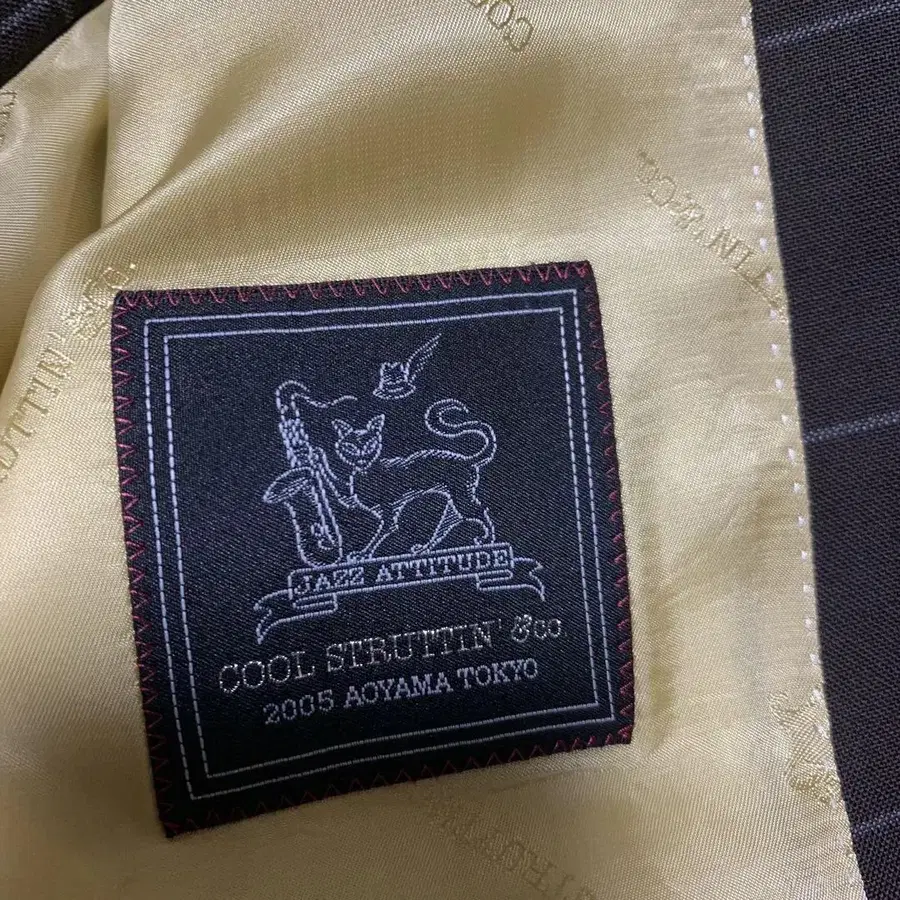 JAZZ ATTITUDE
COOL STRUTTIN' &CO.
2005 AOYAMA TOKYO